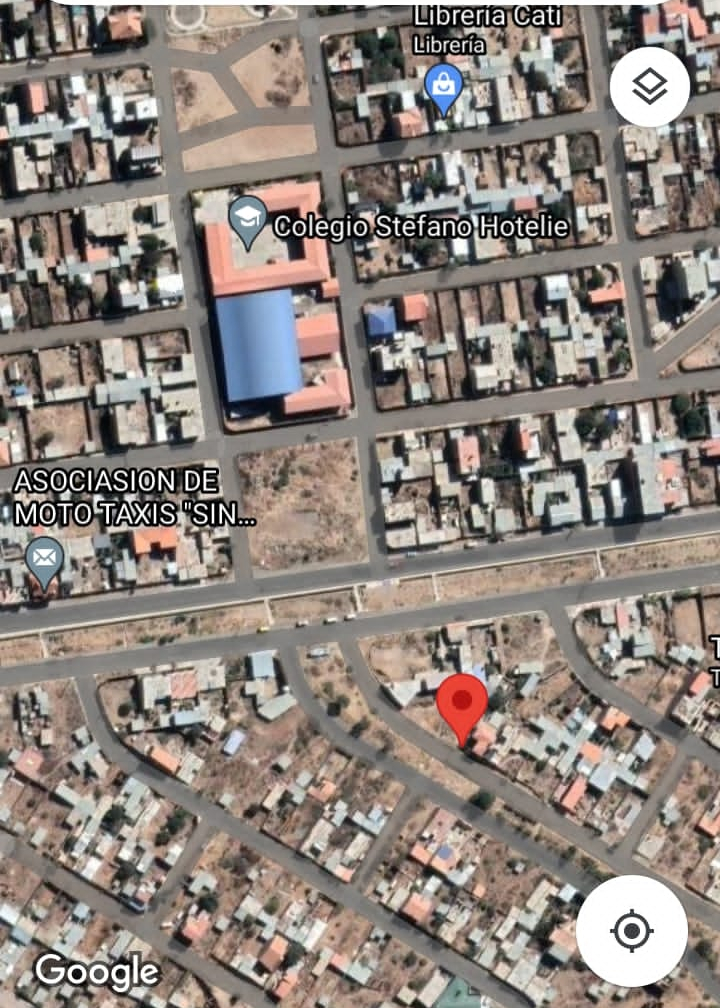 Librería Cati
Librería
Colegio Stefano Hotelie
ASOCIASION DE
MOTO TAXIS "SIN...
T
T
Google